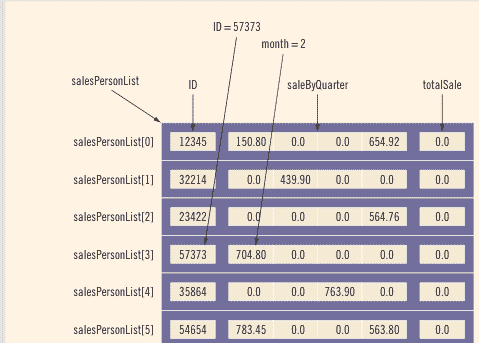 ID = 57373
month = 2
salesPersonList ID saleByQuarter totalSale
salesPersonList[0] 12345 150.80 0.0 0.0 654.92 0.0
salesPersonList[1] 32214 0.0 439.90 0.0 0.0 0.0
salesPersonList[2] 23422 0.0 0.0 0.0 564.76 0.0
salesPersonList[3] 57373 704.80 0.0 0.0 0.0 0.0
salesPersonList[4] 35864 0.0 0.0 763.90 0.0 0.0
salesPersonList[5] 54654 783.45 0.0 0.0 563.80 0.0